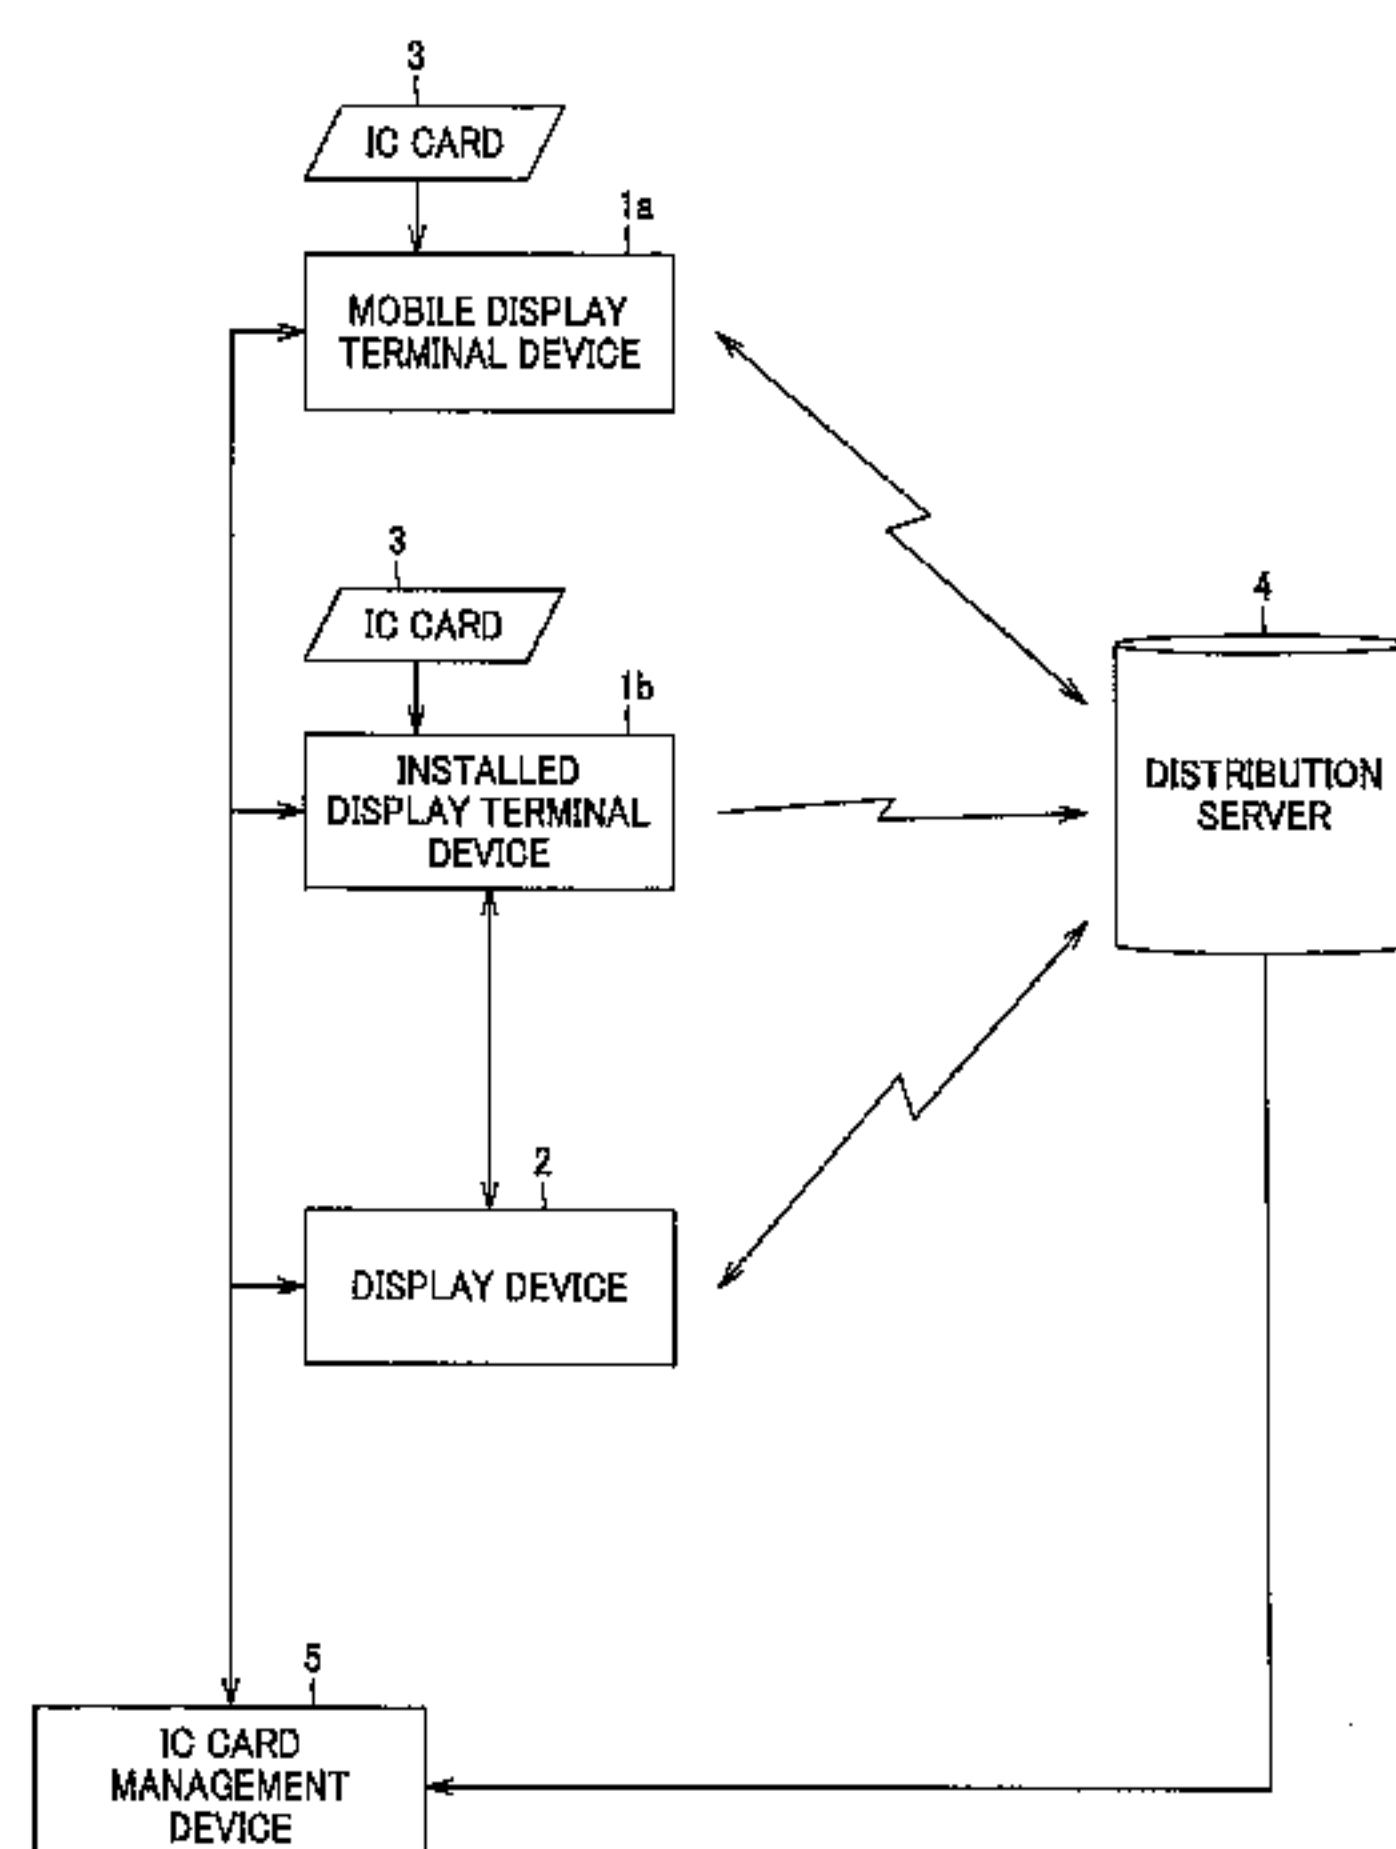 3
IC CARD
1a
MOBILE DISPLAY
TERMINAL DEVICE
3
IC CARD
1b
INSTALLED
DISPLAY TERMINAL
DEVICE
4
DISTRIBUTION
SERVER
2
DISPLAY DEVICE
5
IC CARD
MANAGEMENT
DEVICE